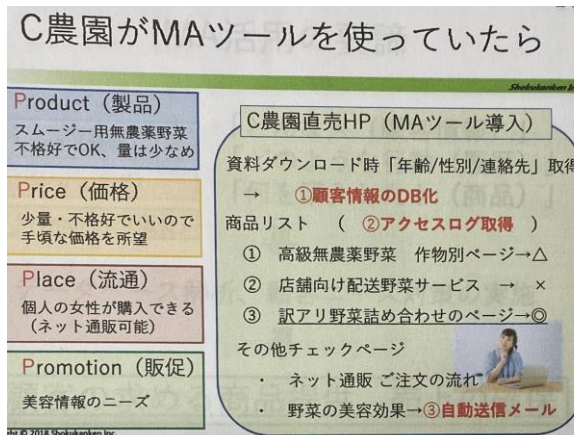 C農園がMAツールを使っていたら
Shokukanken In
Product（製品）
スムージー用無農薬野菜
不格好でOK、量は少なめ
Price（価格）
少量・不格好でいいので
手頃な価格を所望
Place（流通）
個人の女性が購入できる
（ネット通販可能）
Promotion（販促）
美容情報のニーズ
C農園直売HP（MAツール導入）
資料ダウンロード時「年齢/性別/連絡先」取得
→ ①顧客情報のDB化
商品リスト （ ②アクセスログ取得 ）
① 高級無農薬野菜 作物別ページ→△
② 店舗向け配送野菜サービス → ×
③ 訳アリ野菜詰め合わせのページ→◎
その他チェックページ
・ ネット通販 ご注文の流れ
・ 野菜の美容効果→③自動送信メール
ht © 2018 Shokukanken Inc.